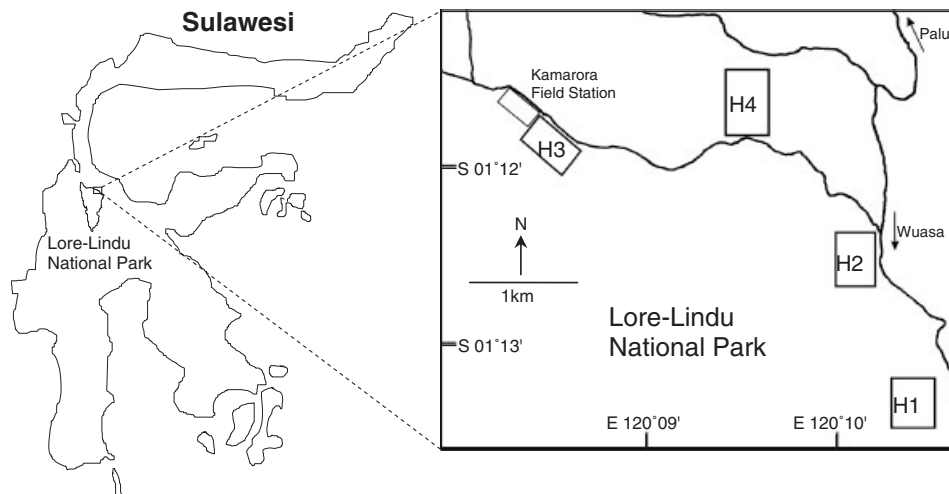 Sulawesi
Lore-Lindu
National Park
Palu
Kamarora
Field Station
H4
H3
S 01°12'
Wuasa
N
H2
1km
Lore-Lindu
National Park
S 01°13'
H1
E 120°09'
E 120°10'